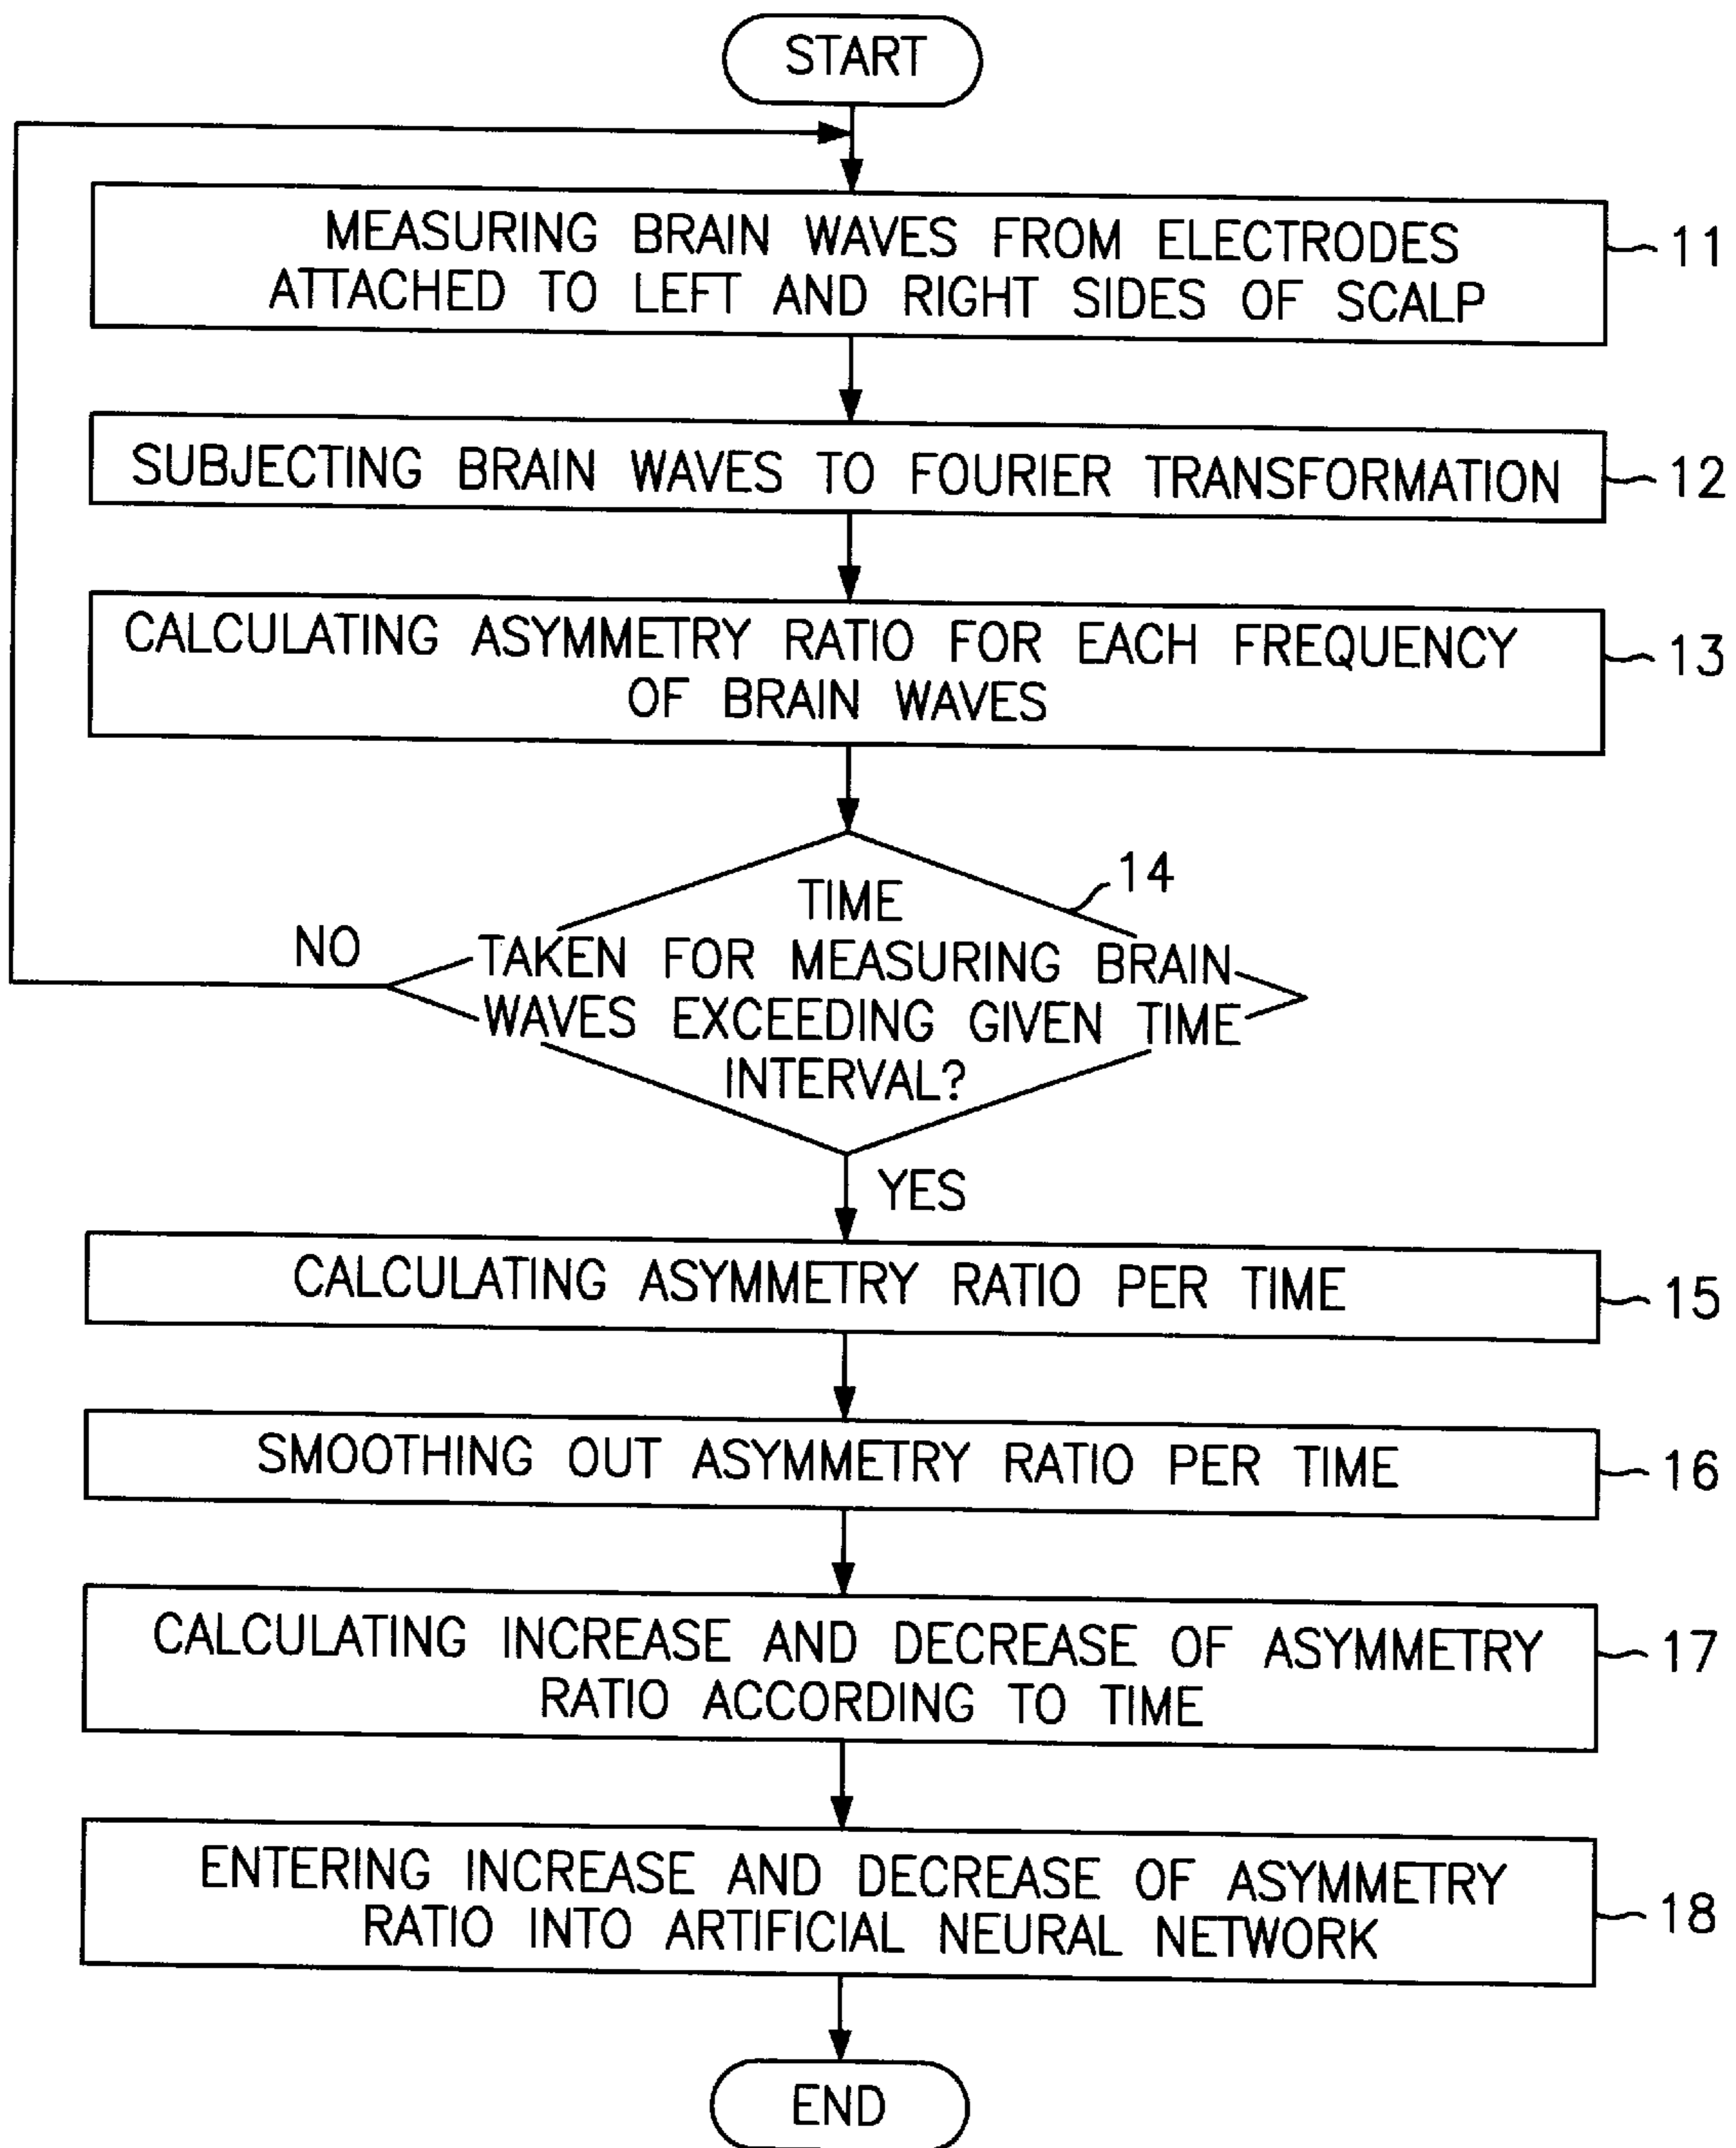 START
MEASURING BRAIN WAVES FROM ELECTRODES
ATTACHED TO LEFT AND RIGHT SIDES OF SCALP
11
SUBJECTING BRAIN WAVES TO FOURIER TRANSFORMATION
12
CALCULATING ASYMMETRY RATIO FOR EACH FREQUENCY
OF BRAIN WAVES
13
14
TIME
TAKEN FOR MEASURING BRAIN
WAVES EXCEEDING GIVEN TIME
INTERVAL?
NO
YES
CALCULATING ASYMMETRY RATIO PER TIME
15
SMOOTHING OUT ASYMMETRY RATIO PER TIME
16
CALCULATING INCREASE AND DECREASE OF ASYMMETRY
RATIO ACCORDING TO TIME
17
ENTERING INCREASE AND DECREASE OF ASYMMETRY
RATIO INTO ARTIFICIAL NEURAL NETWORK
18
END